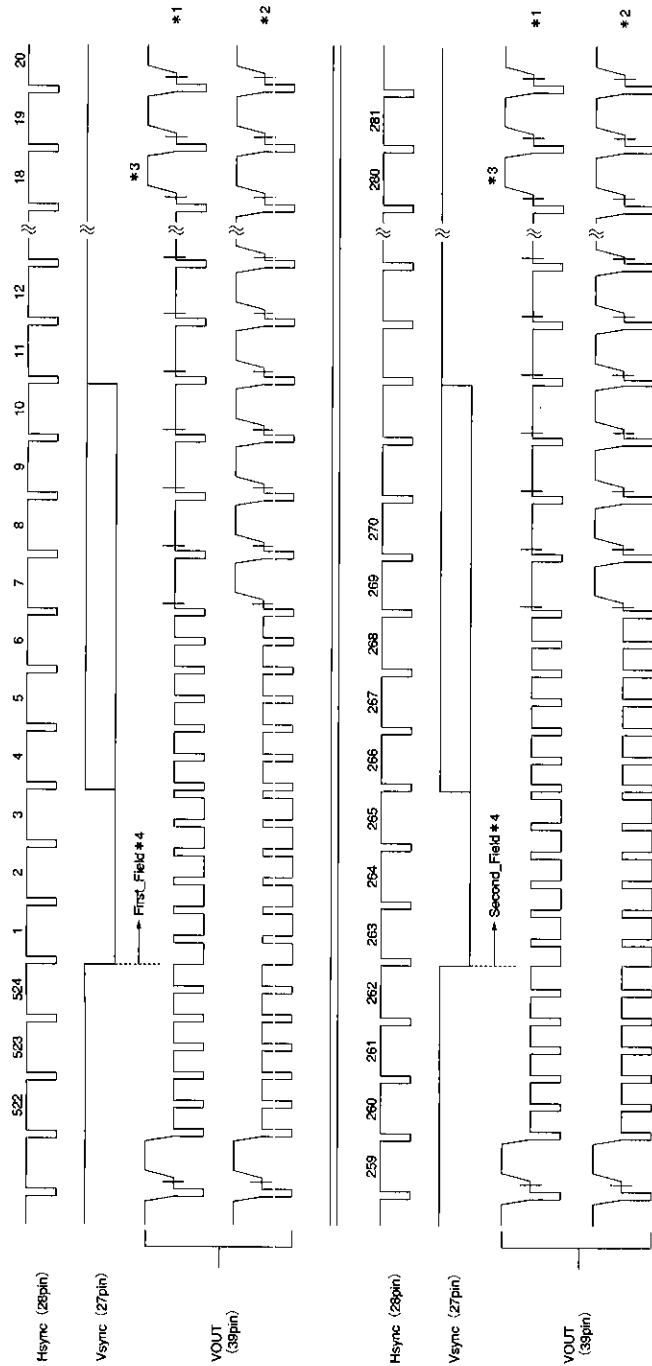 522 523 524 1 2 3 4 5 6 7 8 9 10 11 12 18 19 20
Hsync (28pin)
Vsync (27pin)
First_Field*4
*3
*1
VOUT
(39pin)
*2
259 260 261 262 263 264 265 266 267 268 269 270 280 281
Hsync (28pin)
Vsync (27pin)
Second_Field*4
*3
*1
VOUT
(39pin)
*2